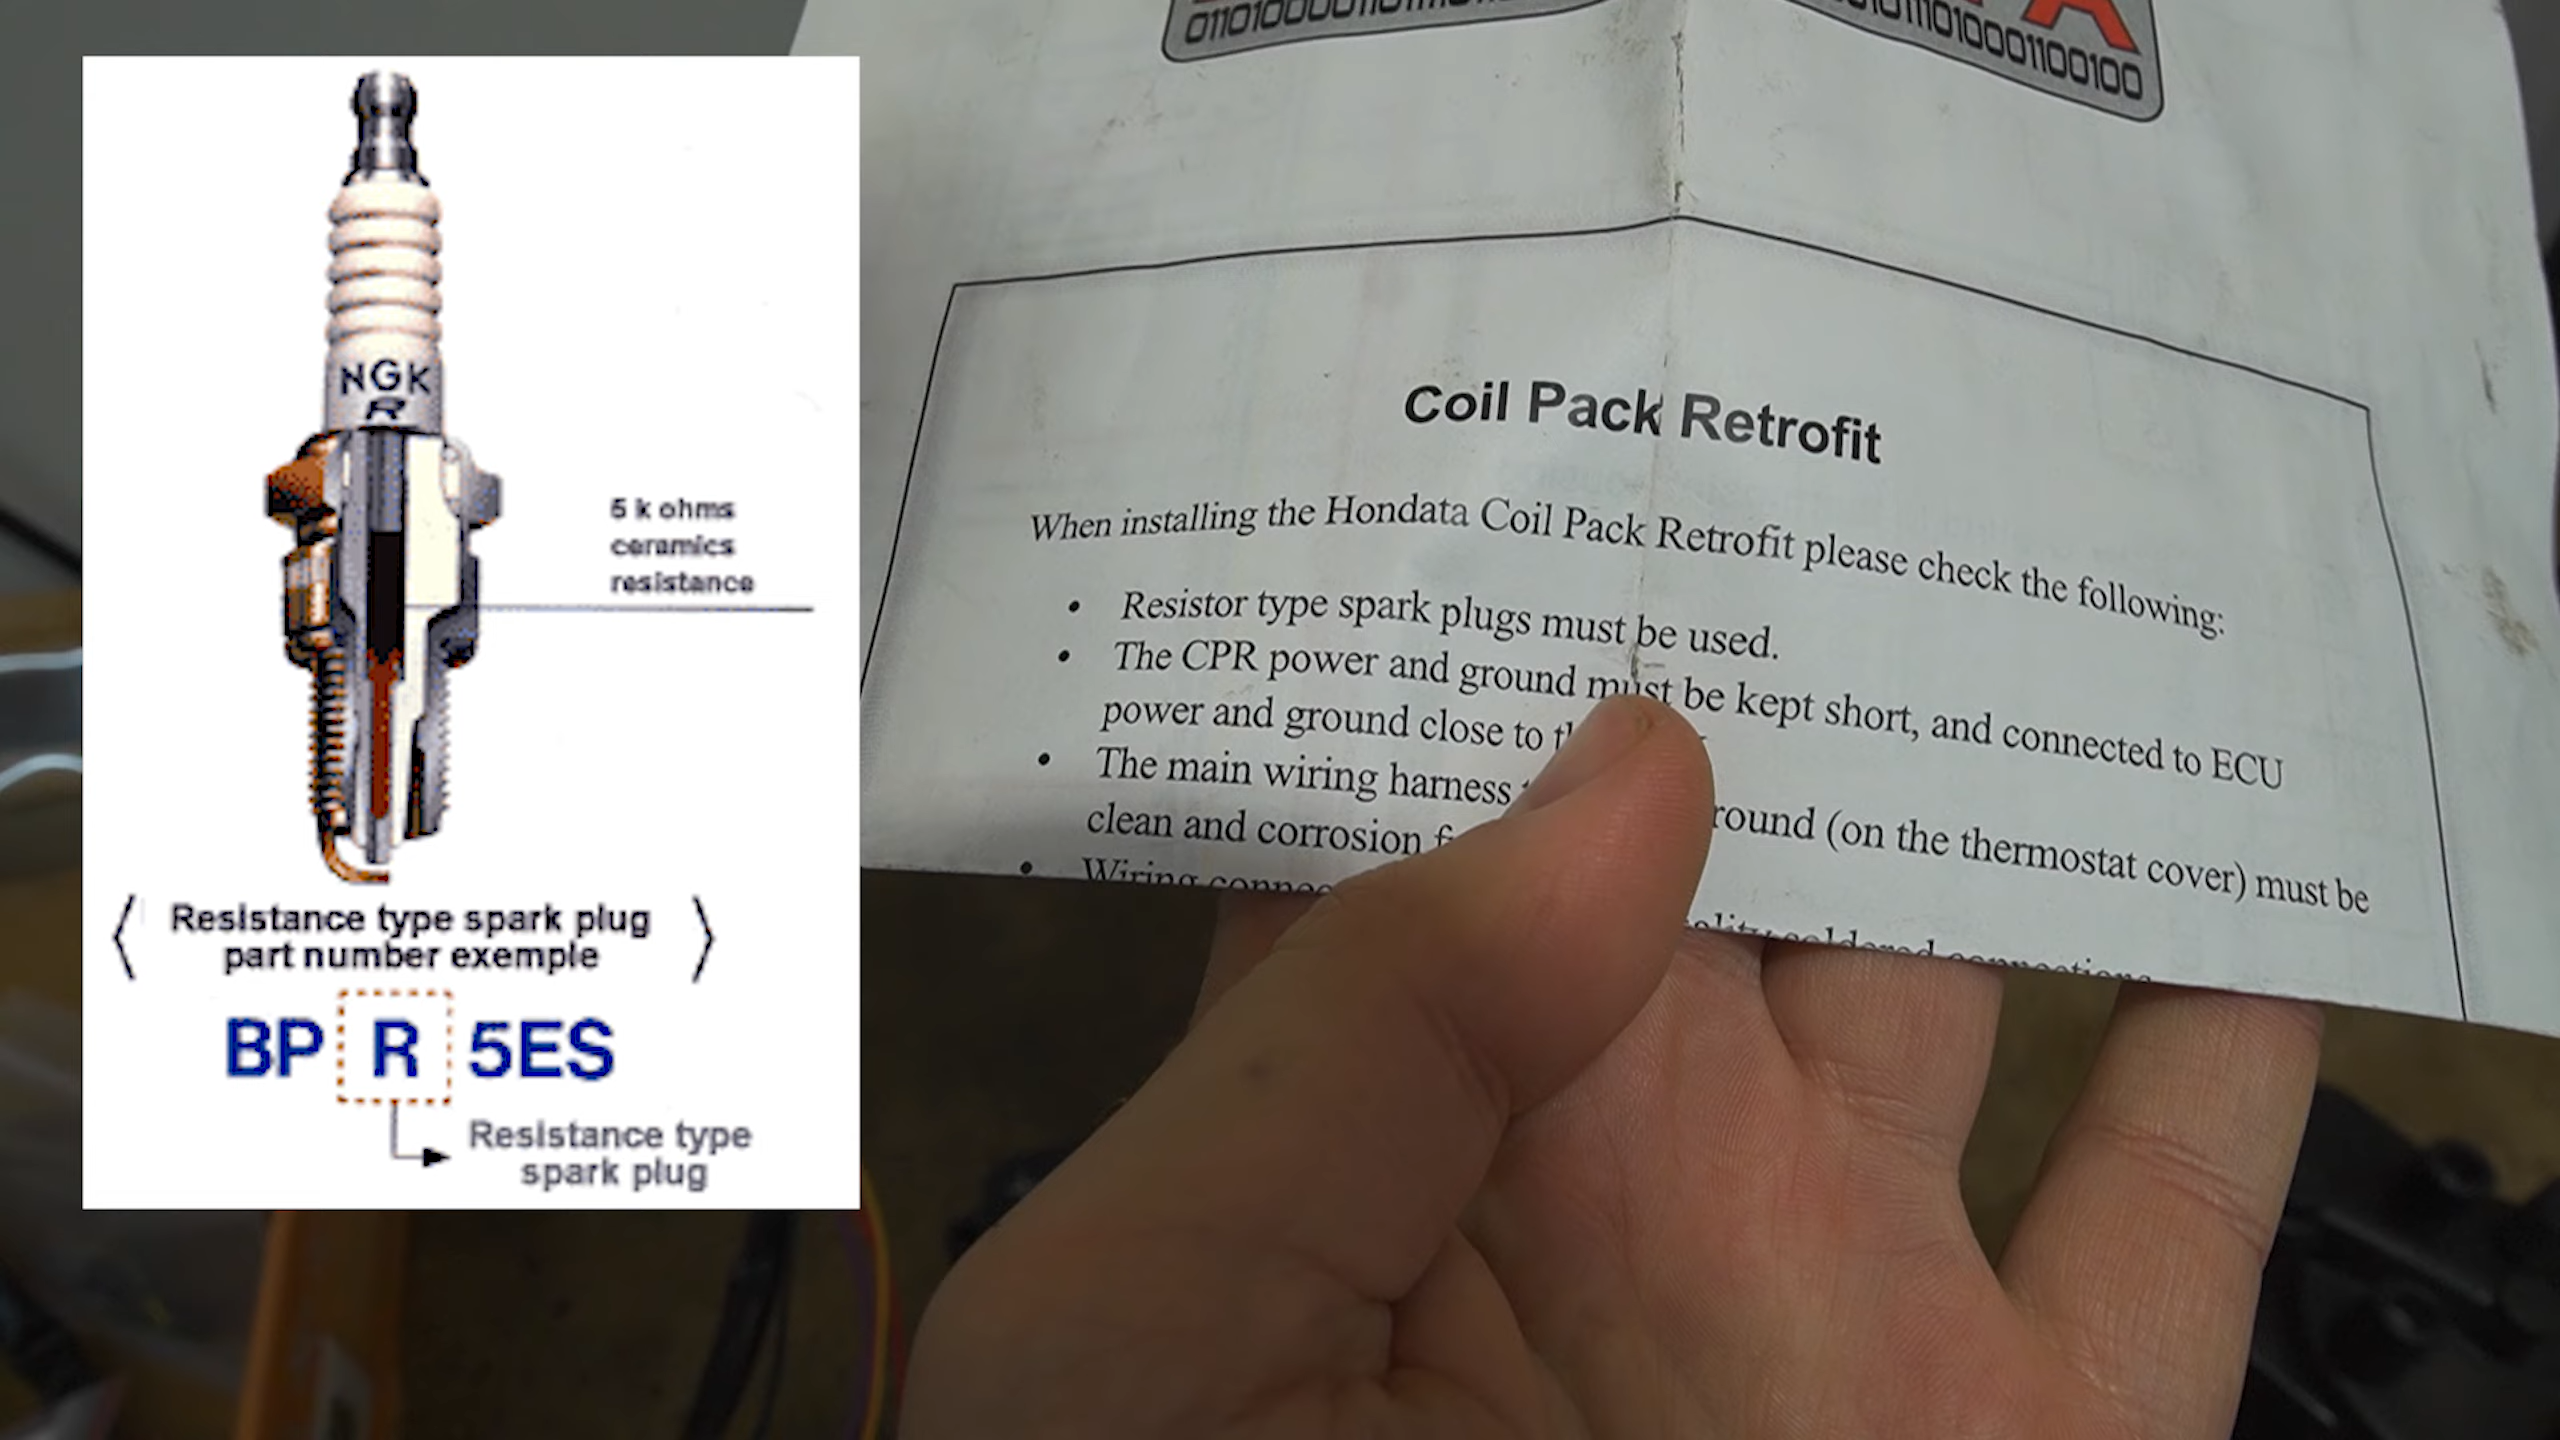 NGK
R
5 k ohms
ceramics
resistance
Resistance type spark plug
part number exemple
BP R 5ES
Resistance type
spark plug
Coil Pack Retrofit
When installing the Hondata Coil Pack Retrofit please check the following:
• Resistor type spark plugs must be used.
• The CPR power and ground must be kept short, and connected to ECU
power and ground close to
• The main wiring harness round (on the thermostat cover) must be
clean and corrosion
• Wiring soldered connections